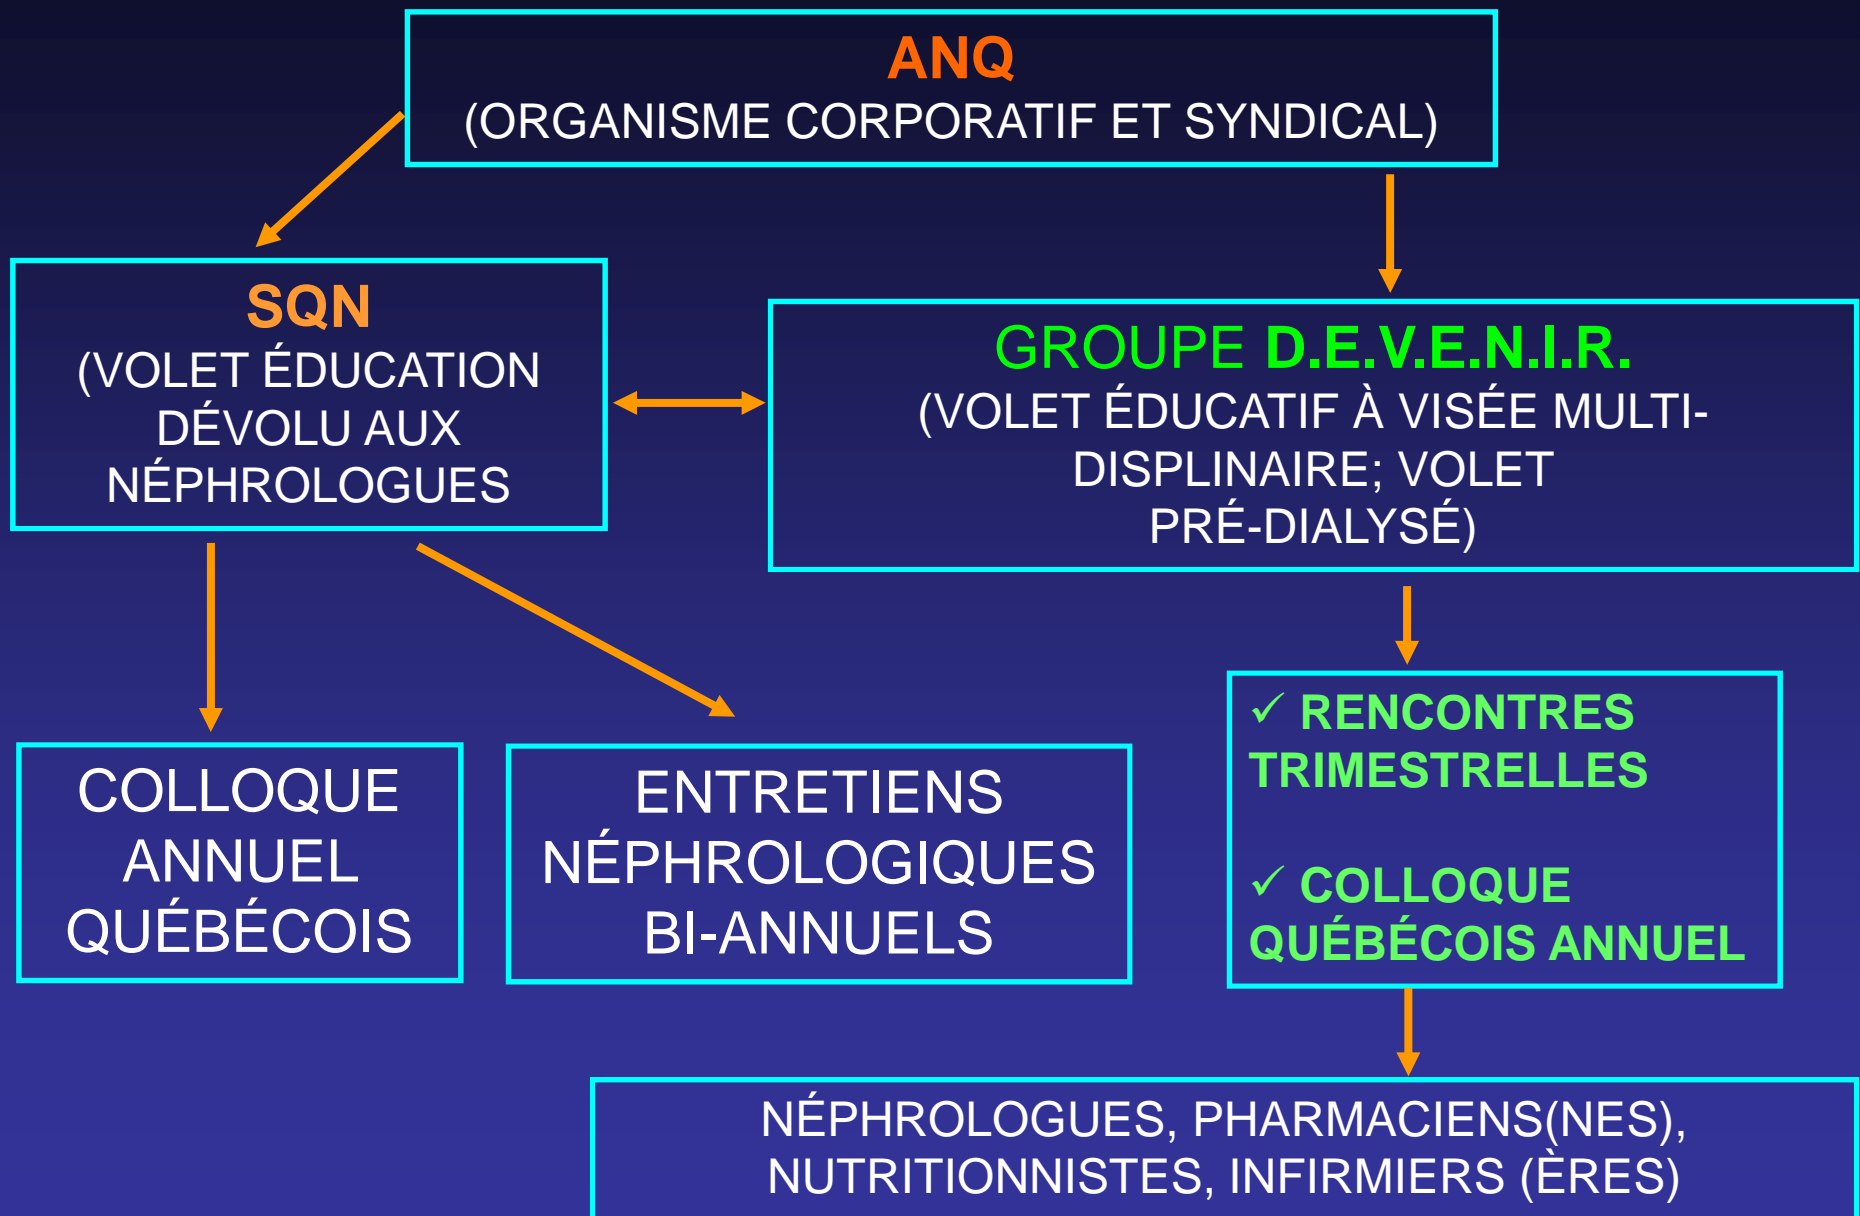 ANQ
(ORGANISME CORPORATIF ET SYNDICAL)
SQN
(VOLET ÉDUCATION
DÉVOLU AUX
NÉPHROLOGUES
GROUPE D.E.V.E.N.I.R.
(VOLET ÉDUCATIF À VISÉE MULTI-
DISPLINAIRE; VOLET
PRÉ-DIALYSÉ)
COLLOQUE
ANNUEL
QUÉBÉCOIS
ENTRETIENS
NÉPHROLOGIQUES
BI-ANNUELS
✓ RENCONTRES
TRIMESTRELLES
✓ COLLOQUE
QUÉBÉCOIS ANNUEL
NÉPHROLOGUES, PHARMACIENS(NES),
NUTRITIONNISTES, INFIRMIERS (ÈRES)